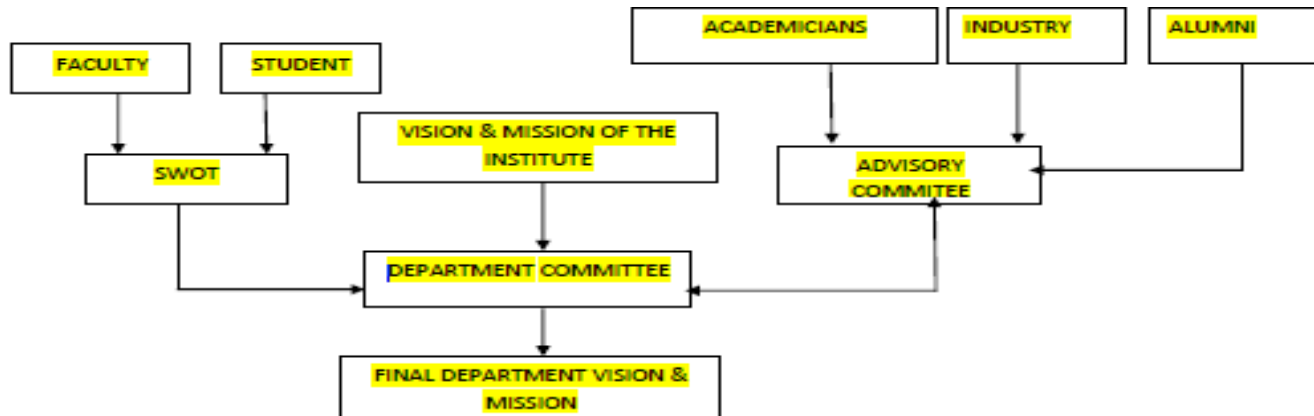 ACADEMICIANS
INDUSTRY
ALUMNI
FACULTY
STUDENT
VISION & MISSION OF THE
INSTITUTE
SWOT
ADVISORY
COMMITEE
DEPARTMENT COMMITTEE
FINAL DEPARTMENT VISION &
MISSION